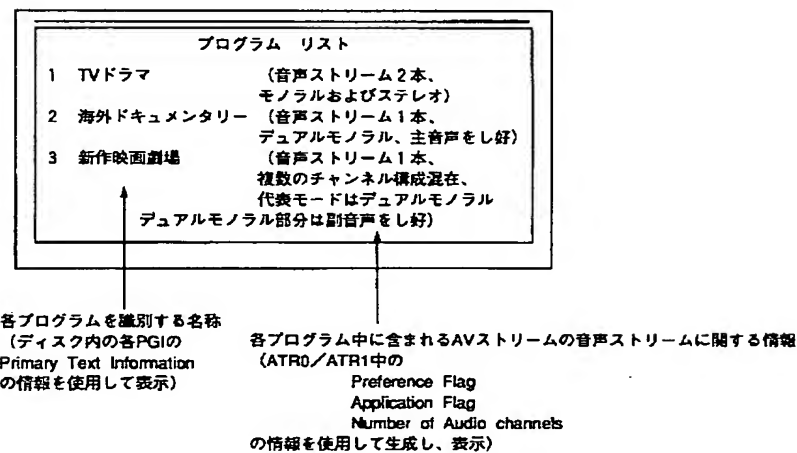 プログラム リスト
1 TVドラマ (音声ストリーム2本、
モノラルおよびステレオ)
2 海外ドキュメンタリー (音声ストリーム1本、
デュアルモノラル、主音声をし好)
3 新作映画劇場 (音声ストリーム1本、
複数のチャンネル構成混在、
代表モードはデュアルモノラル
デュアルモノラル部分は副音声をし好)
各プログラムを識別する名称
(ディスク内の各PGIの
Primary Text Information
の情報を使用して表示)
各プログラム中に含まれるAVストリームの音声ストリームに関する情報
(ATR0/ATR1中の
Preference Flag
Application Flag
Number of Audio channels
の情報を使用して生成し、表示)